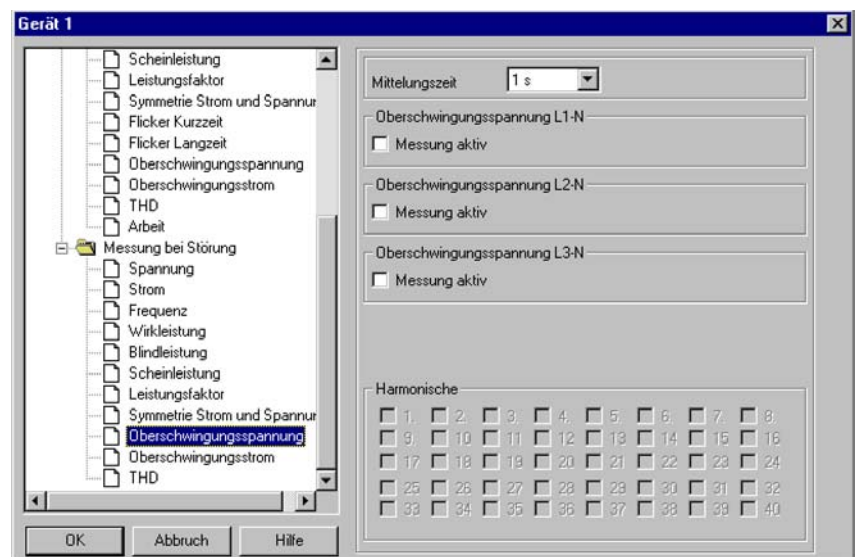 Gerät 1
Scheinleistung
Leistungsfaktor
Symmetrie Strom und Spannur
Flicker Kurzzeit
Flicker Langzeit
Oberschwingungsspannung
Oberschwingungsstrom
THD
Arbeit
Messung bei Störung
Spannung
Strom
Frequenz
Wirkleistung
Blindleistung
Scheinleistung
Leistungsfaktor
Symmetrie Strom und Spannur
Oberschwingungsspannung
Oberschwingungsstrom
THD
OK Abbruch Hilfe
Mittelungszeit 1 s
Oberschwingungsspannung L1-N
Messung aktiv
Oberschwingungsspannung L2-N
Messung aktiv
Oberschwingungsspannung L3-N
Messung aktiv
Harmonische
1. 2. 3. 4. 5. 6. 7. 8.
9. 10 11 12 13 14 15 16
17 18 19 20 21 22 23 24
25 26 27 28 29 30 31 32
33 34 35 36 37 38 39 40